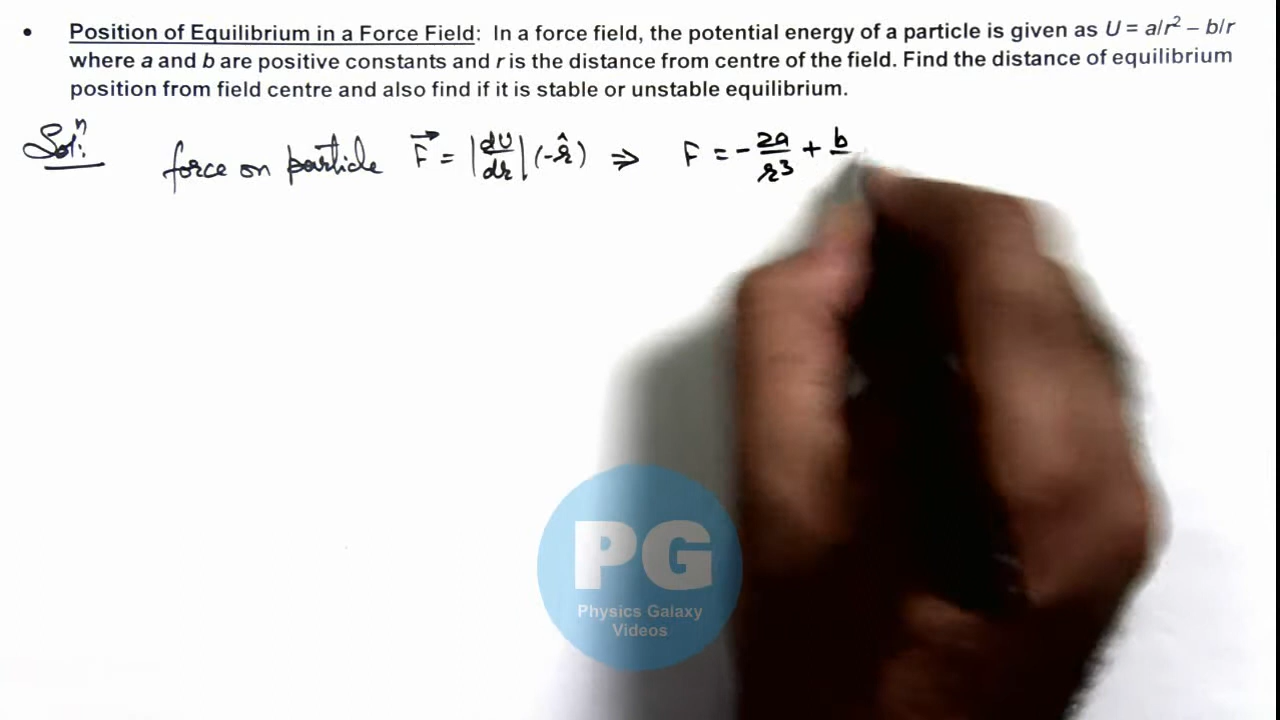 • Position of Equilibrium in a Force Field: In a force field, the potential energy of a particle is given as U = a/r² – b/r
where a and b are positive constants and r is the distance from centre of the field. Find the distance of equilibrium
position from field centre and also find if it is stable or unstable equilibrium.
Solⁿ: force on particle F⃗ = |dU/dr| (-r̂) ⇒ F = -2a/r³ + b
PG
Physics Galaxy
Videos